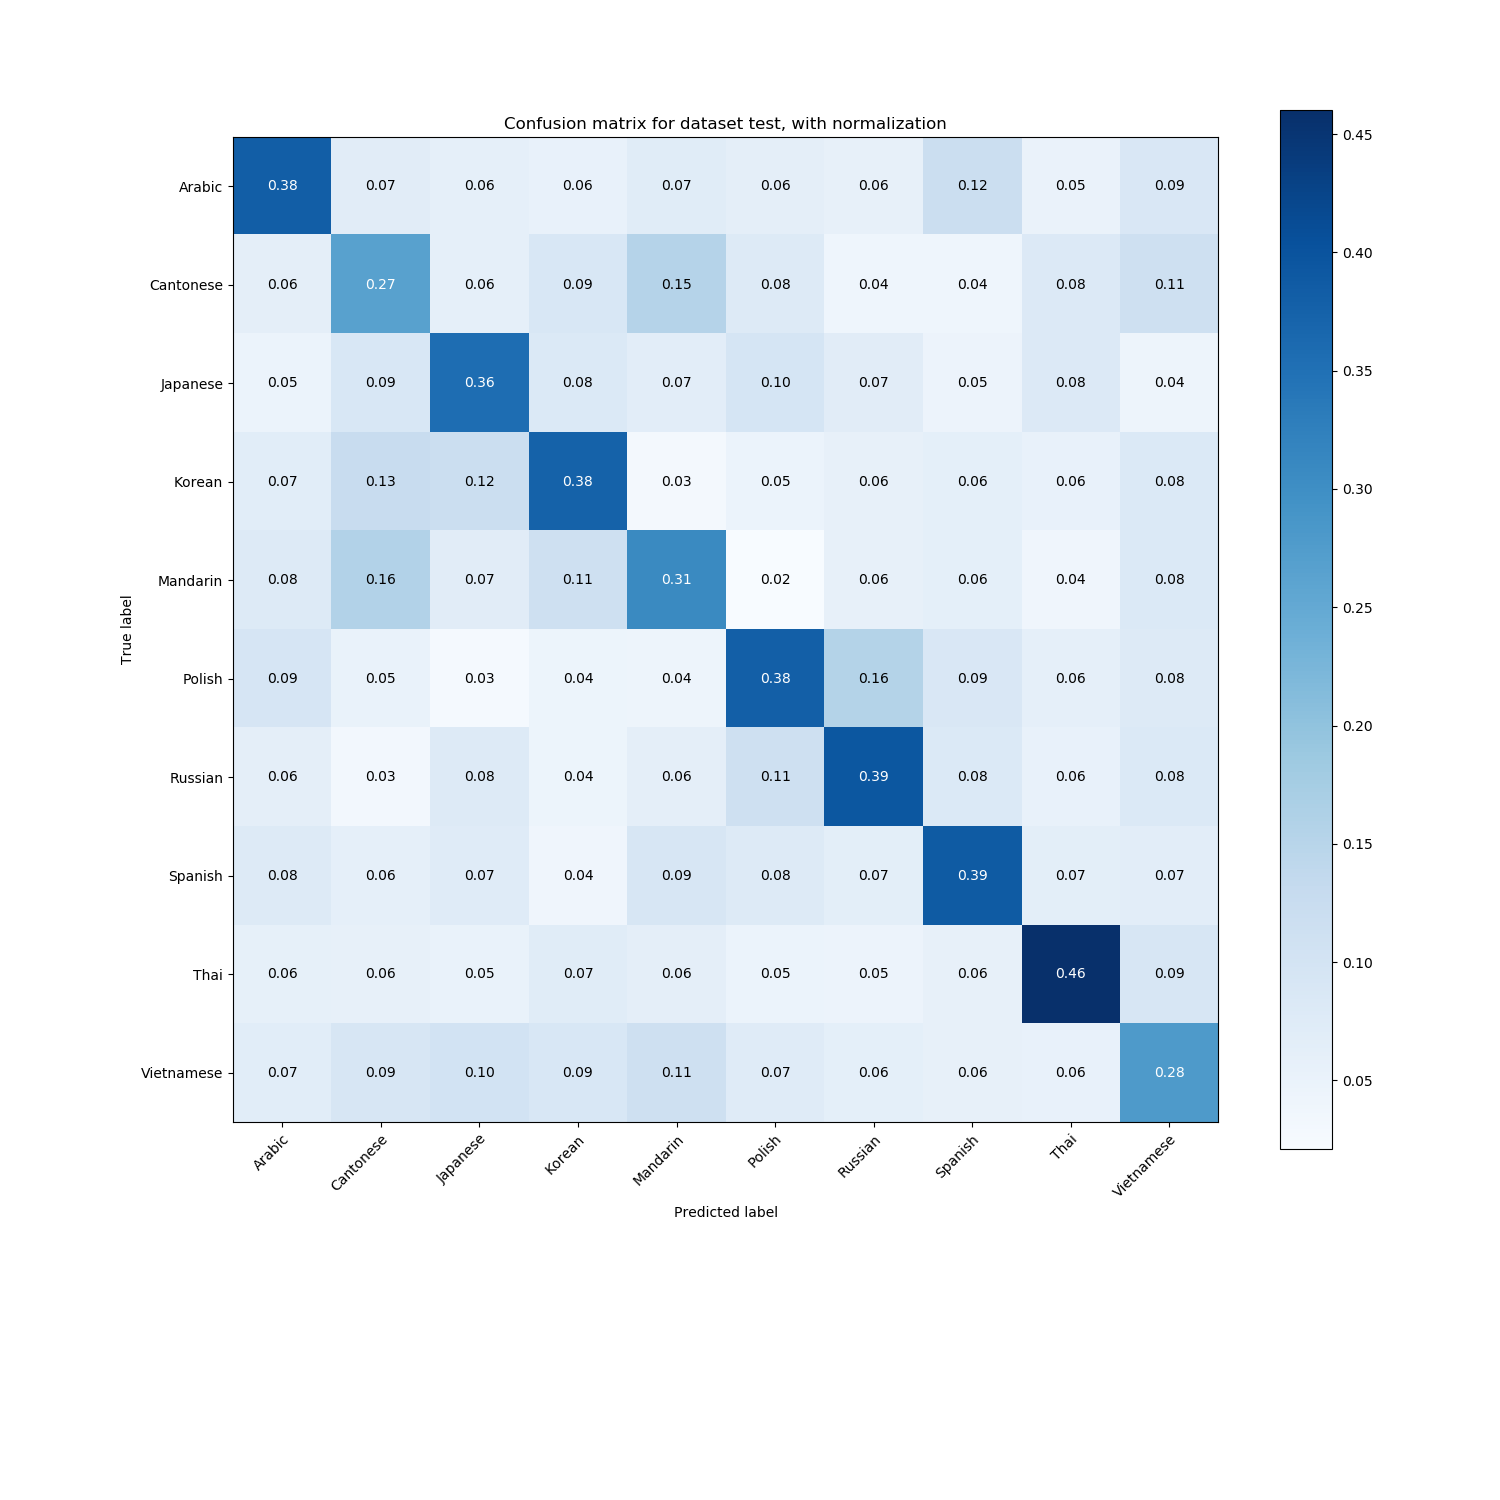 Confusion matrix for dataset test, with normalization
True label
Arabic 0.38 0.07 0.06 0.06 0.07 0.06 0.06 0.12 0.05 0.09
Cantonese 0.06 0.27 0.06 0.09 0.15 0.08 0.04 0.04 0.08 0.11
Japanese 0.05 0.09 0.36 0.08 0.07 0.10 0.07 0.05 0.08 0.04
Korean 0.07 0.13 0.12 0.38 0.03 0.05 0.06 0.06 0.06 0.08
Mandarin 0.08 0.16 0.07 0.11 0.31 0.02 0.06 0.06 0.04 0.08
Polish 0.09 0.05 0.03 0.04 0.04 0.38 0.16 0.09 0.06 0.08
Russian 0.06 0.03 0.08 0.04 0.06 0.11 0.39 0.08 0.06 0.08
Spanish 0.08 0.06 0.07 0.04 0.09 0.08 0.07 0.39 0.07 0.07
Thai 0.06 0.06 0.05 0.07 0.06 0.05 0.05 0.06 0.46 0.09
Vietnamese 0.07 0.09 0.10 0.09 0.11 0.07 0.06 0.06 0.06 0.28
Arabic Cantonese Japanese Korean Mandarin Polish Russian Spanish Thai Vietnamese
Predicted label
0.45
0.40
0.35
0.30
0.25
0.20
0.15
0.10
0.05